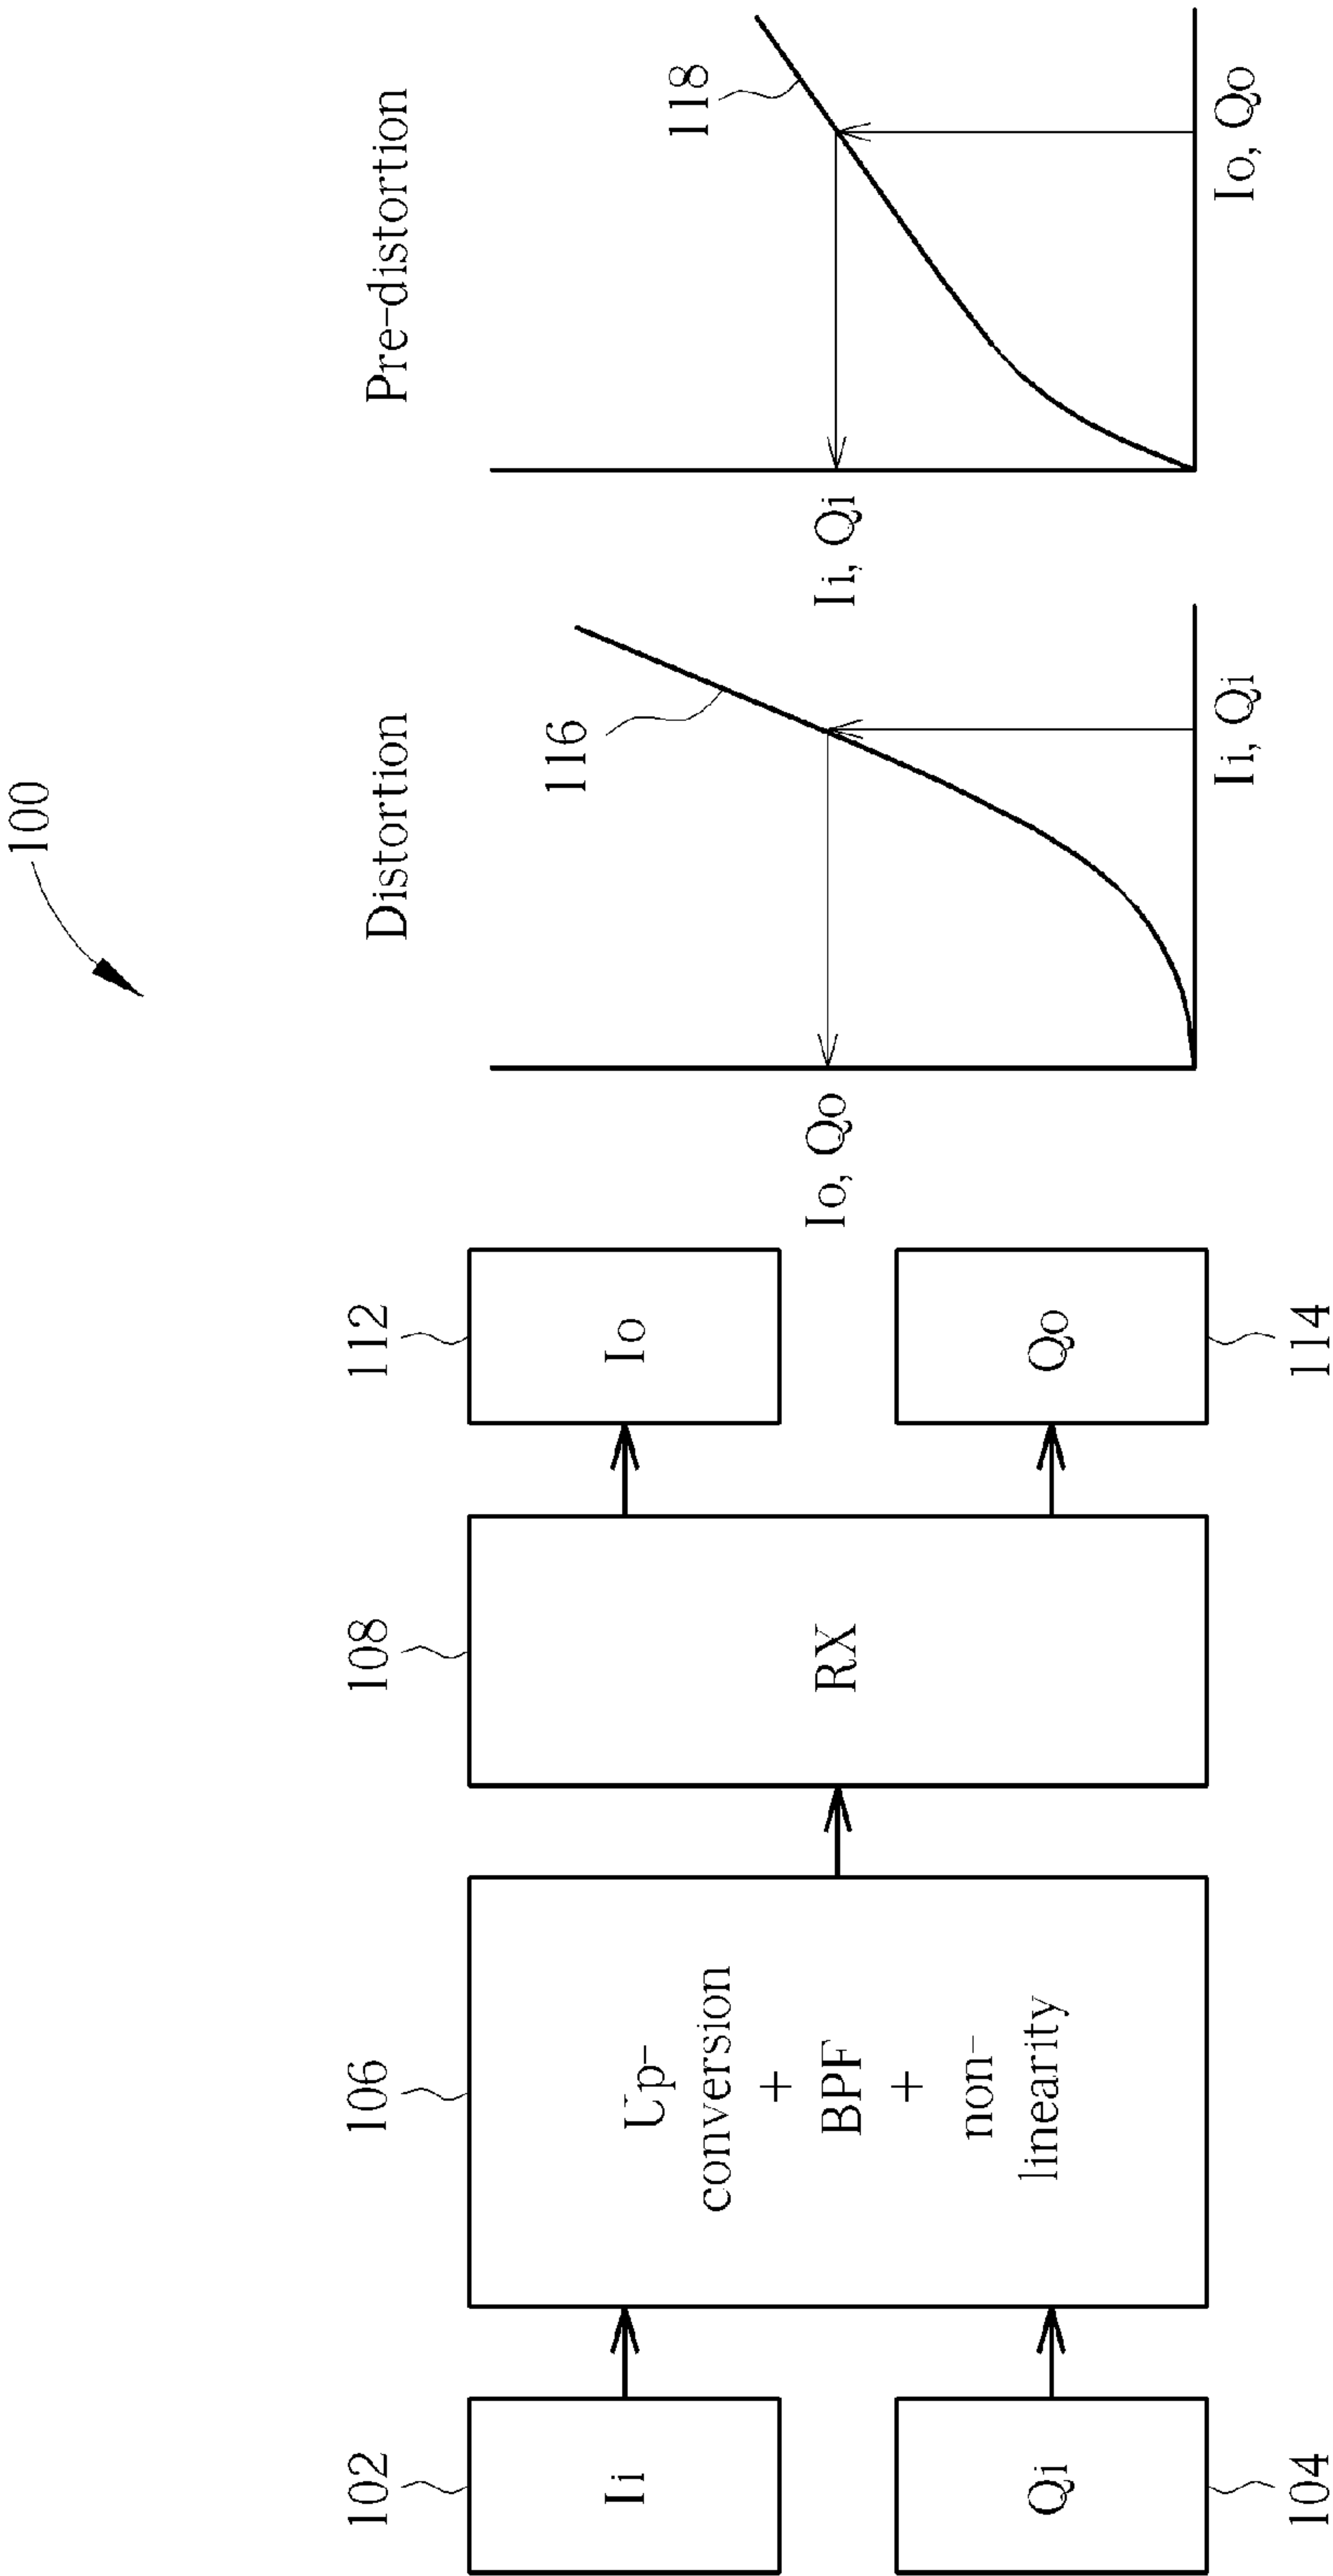 100
102
Ii
Qi
104
106
Up-
conversion
+
BPF
+
non-
linearity
108
RX
112
Io
Qo
114
Distortion
116
Io, Qo
Ii, Qi
Pre-distortion
118
Ii, Qi
Io, Qo